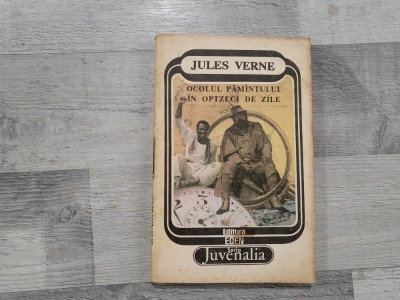 JULES VERNE
OCOLUL PĂMÎNTULUI
ÎN OPTZECI DE ZILE
Editura
EDEN
Seria
Juvenalia